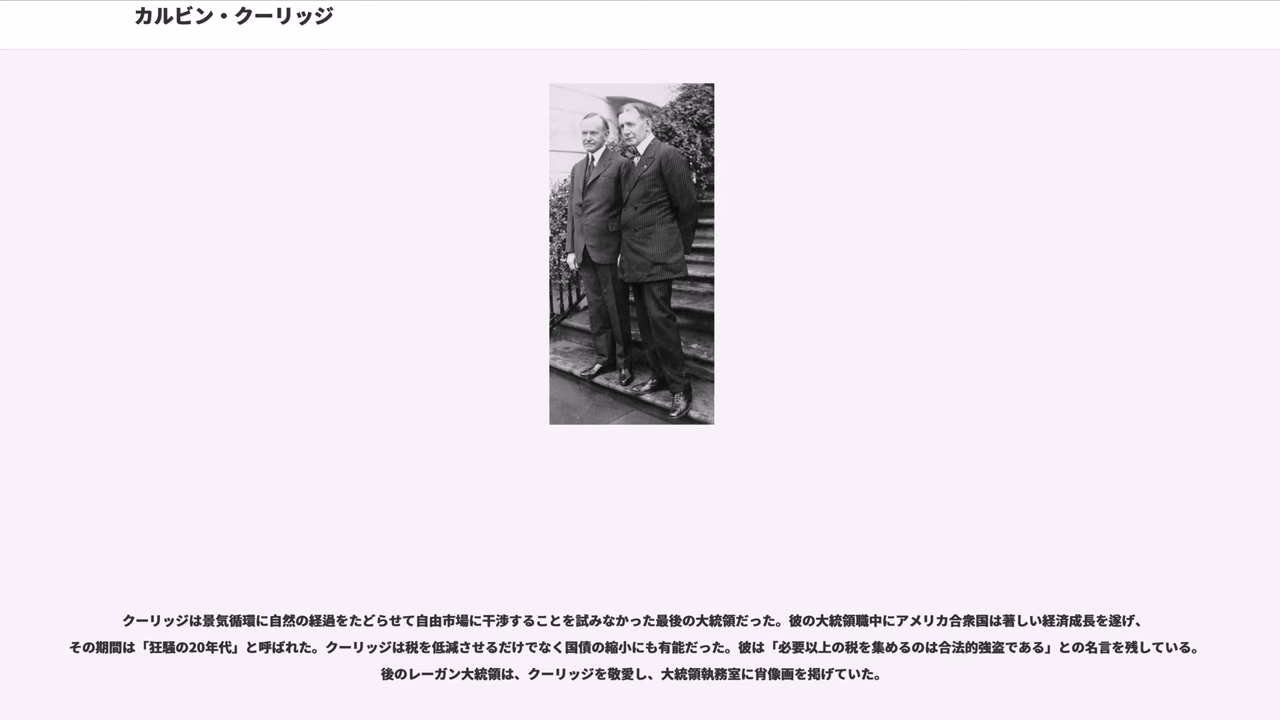 カルビン・クーリッジ
クーリッジは景気循環に自然の経過をたどらせて自由市場に干渉することを試みなかった最後の大統領だった。彼の大統領職中にアメリカ合衆国は著しい経済成長を遂げ、
その期間は「狂騒の20年代」と呼ばれた。クーリッジは税を低減させるだけでなく国債の縮小にも有能だった。彼は「必要以上の税を集めるのは合法的強盗である」との名言を残している。
後のレーガン大統領は、クーリッジを敬愛し、大統領執務室に肖像画を掲げていた。